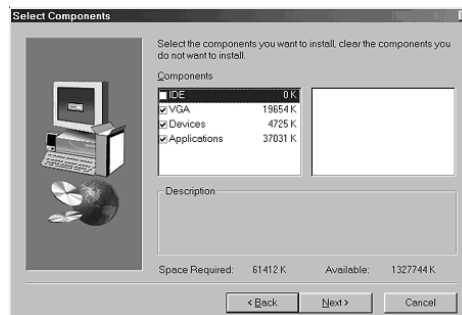 Select Components
Select the components you want to install, clear the components you
do not want to install.
Components
IDE 0 K
VGA 19654 K
Devices 4725 K
Applications 37031 K
Description
Space Required: 61412 K Available: 1327744 K
< Back Next > Cancel